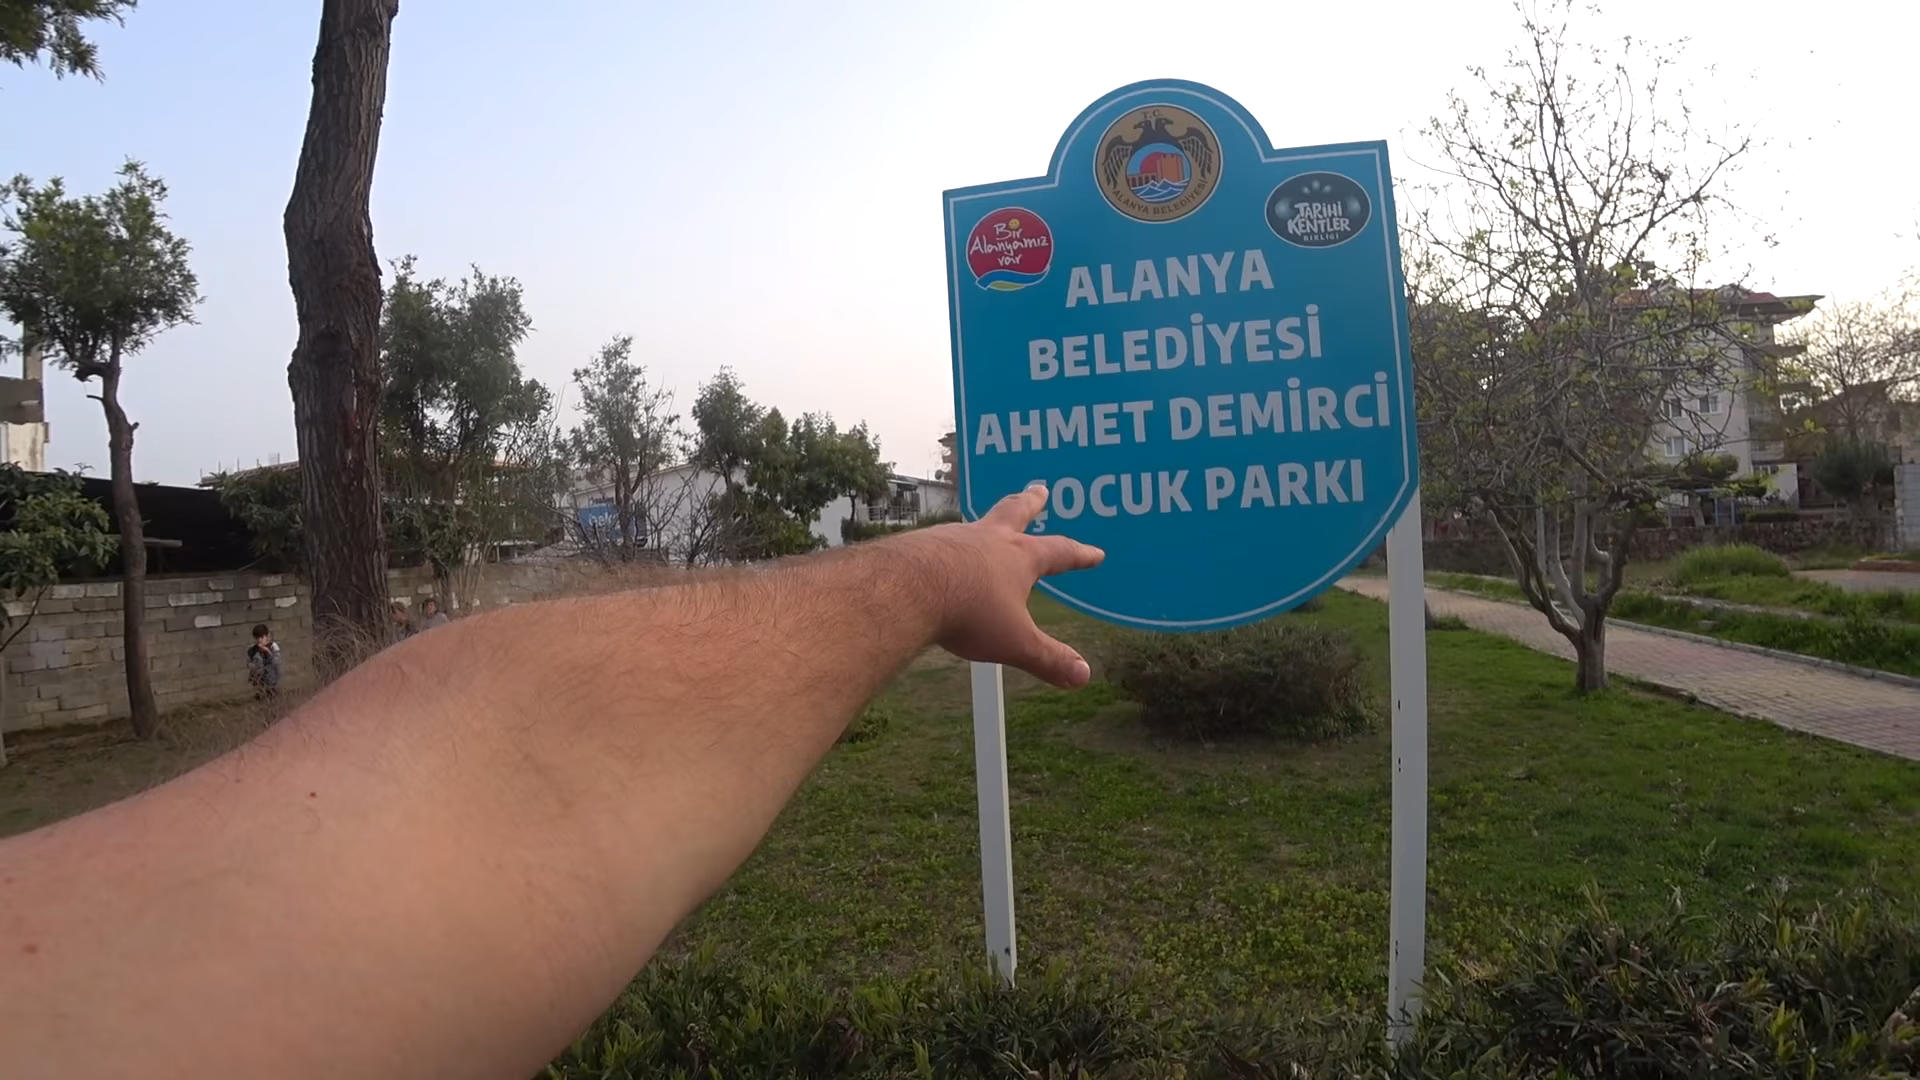 T.C.
ALANYA BELEDİYESİ
Bir
Alanyamız
var
TARİHİ
KENTLER
BİRLİĞİ
ALANYA
BELEDİYESİ
AHMET DEMİRCİ
ÇOCUK PARKI